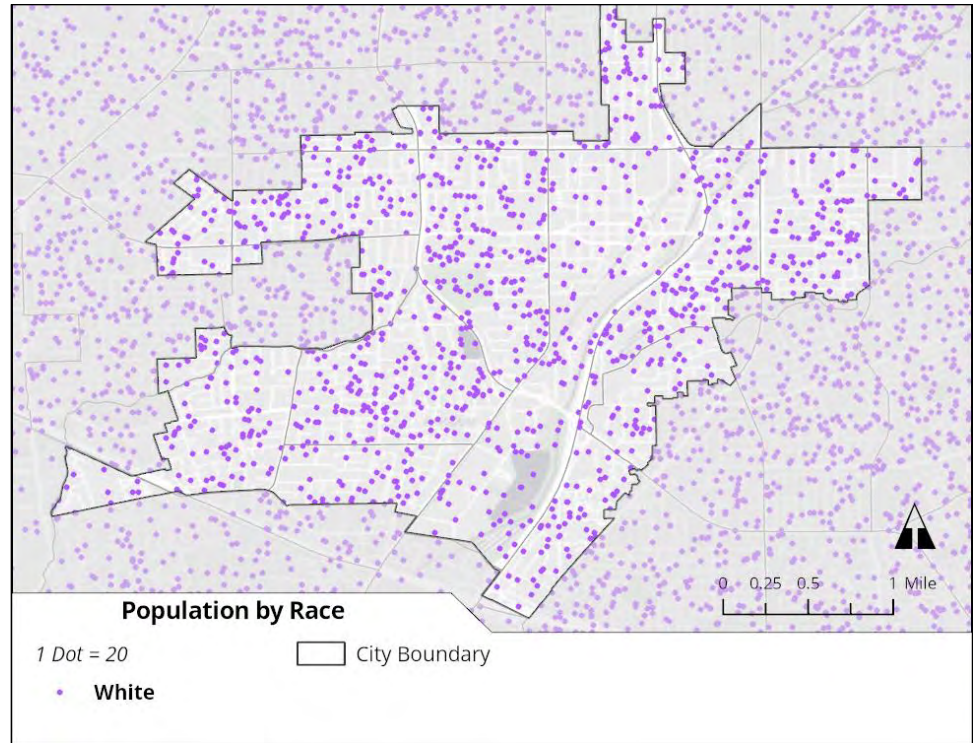 0 0.25 0.5 1 Mile
Population by Race
1 Dot = 20
City Boundary
White